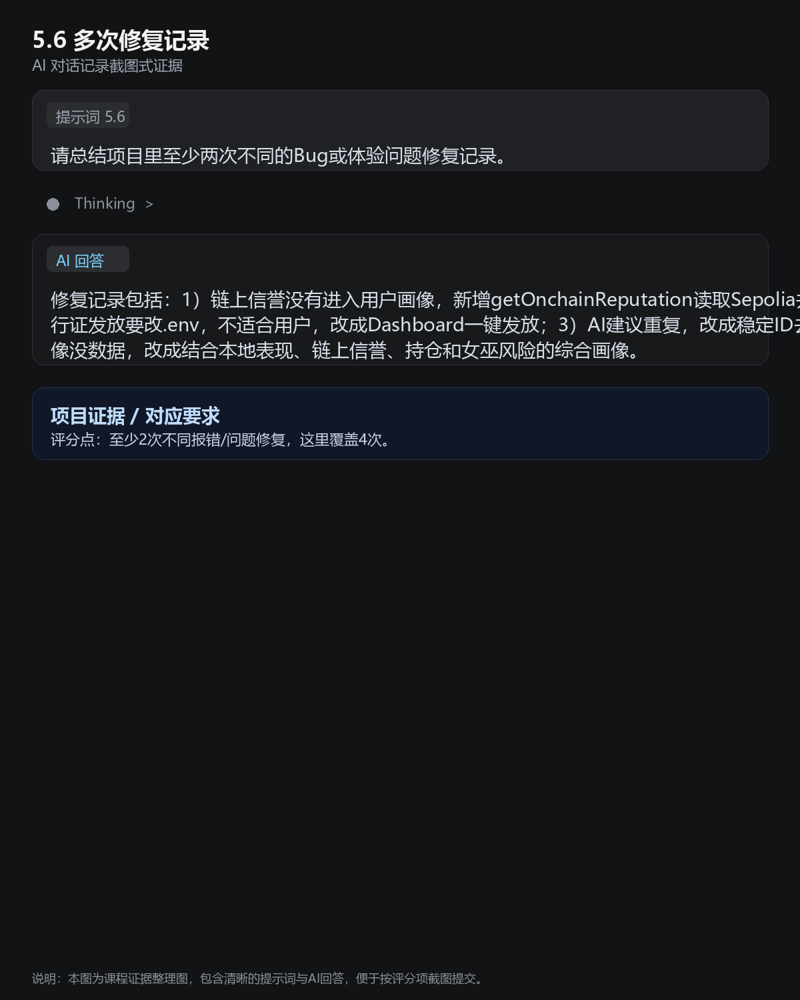 5.6 多次修复记录
AI 对话记录截图式证据
提示词 5.6
请总结项目里至少两次不同的Bug或体验问题修复记录。
Thinking >
AI 回答
修复记录包括：1）链上信誉没有进入用户画像，新增getOnchainReputation读取Sepolia
行证发放要改.env，不适合用户，改成Dashboard一键发放；3）AI建议重复，改成稳定ID去
像没数据，改成结合本地表现、链上信誉、持仓和女巫风险的综合画像。
项目证据 / 对应要求
评分点：至少2次不同报错/问题修复，这里覆盖4次。
说明：本图为课程证据整理图，包含清晰的提示词与AI回答，便于按评分项截图提交。